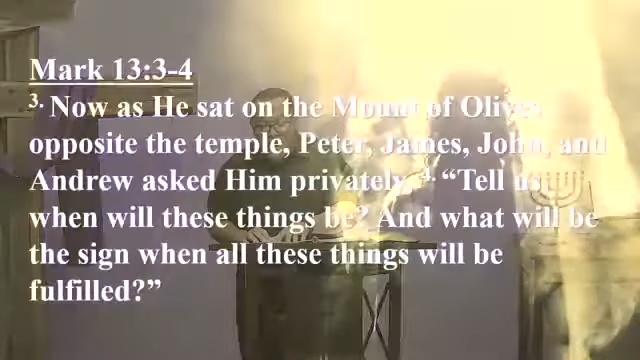 Mark 13:3-4
3. Now as He sat on the Mount of Olives
opposite the temple, Peter, James, John, and
Andrew asked Him privately, 4. “Tell us,
when will these things be? And what will be
the sign when all these things will be
fulfilled?”